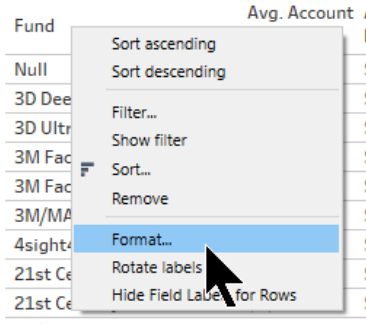 Avg. Account
Fund
Sort ascending
Null
Sort descending
3D Dee
Filter...
3D Ultr
Show filter
3M Fac
Sort...
3M Fac
Remove
3M/MA
4sight4
Format...
21st Ce
Rotate labels
21st Ce
Hide Field Labels for Rows